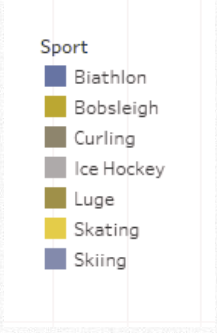 Sport
Biathlon
Bobsleigh
Curling
Ice Hockey
Luge
Skating
Skiing